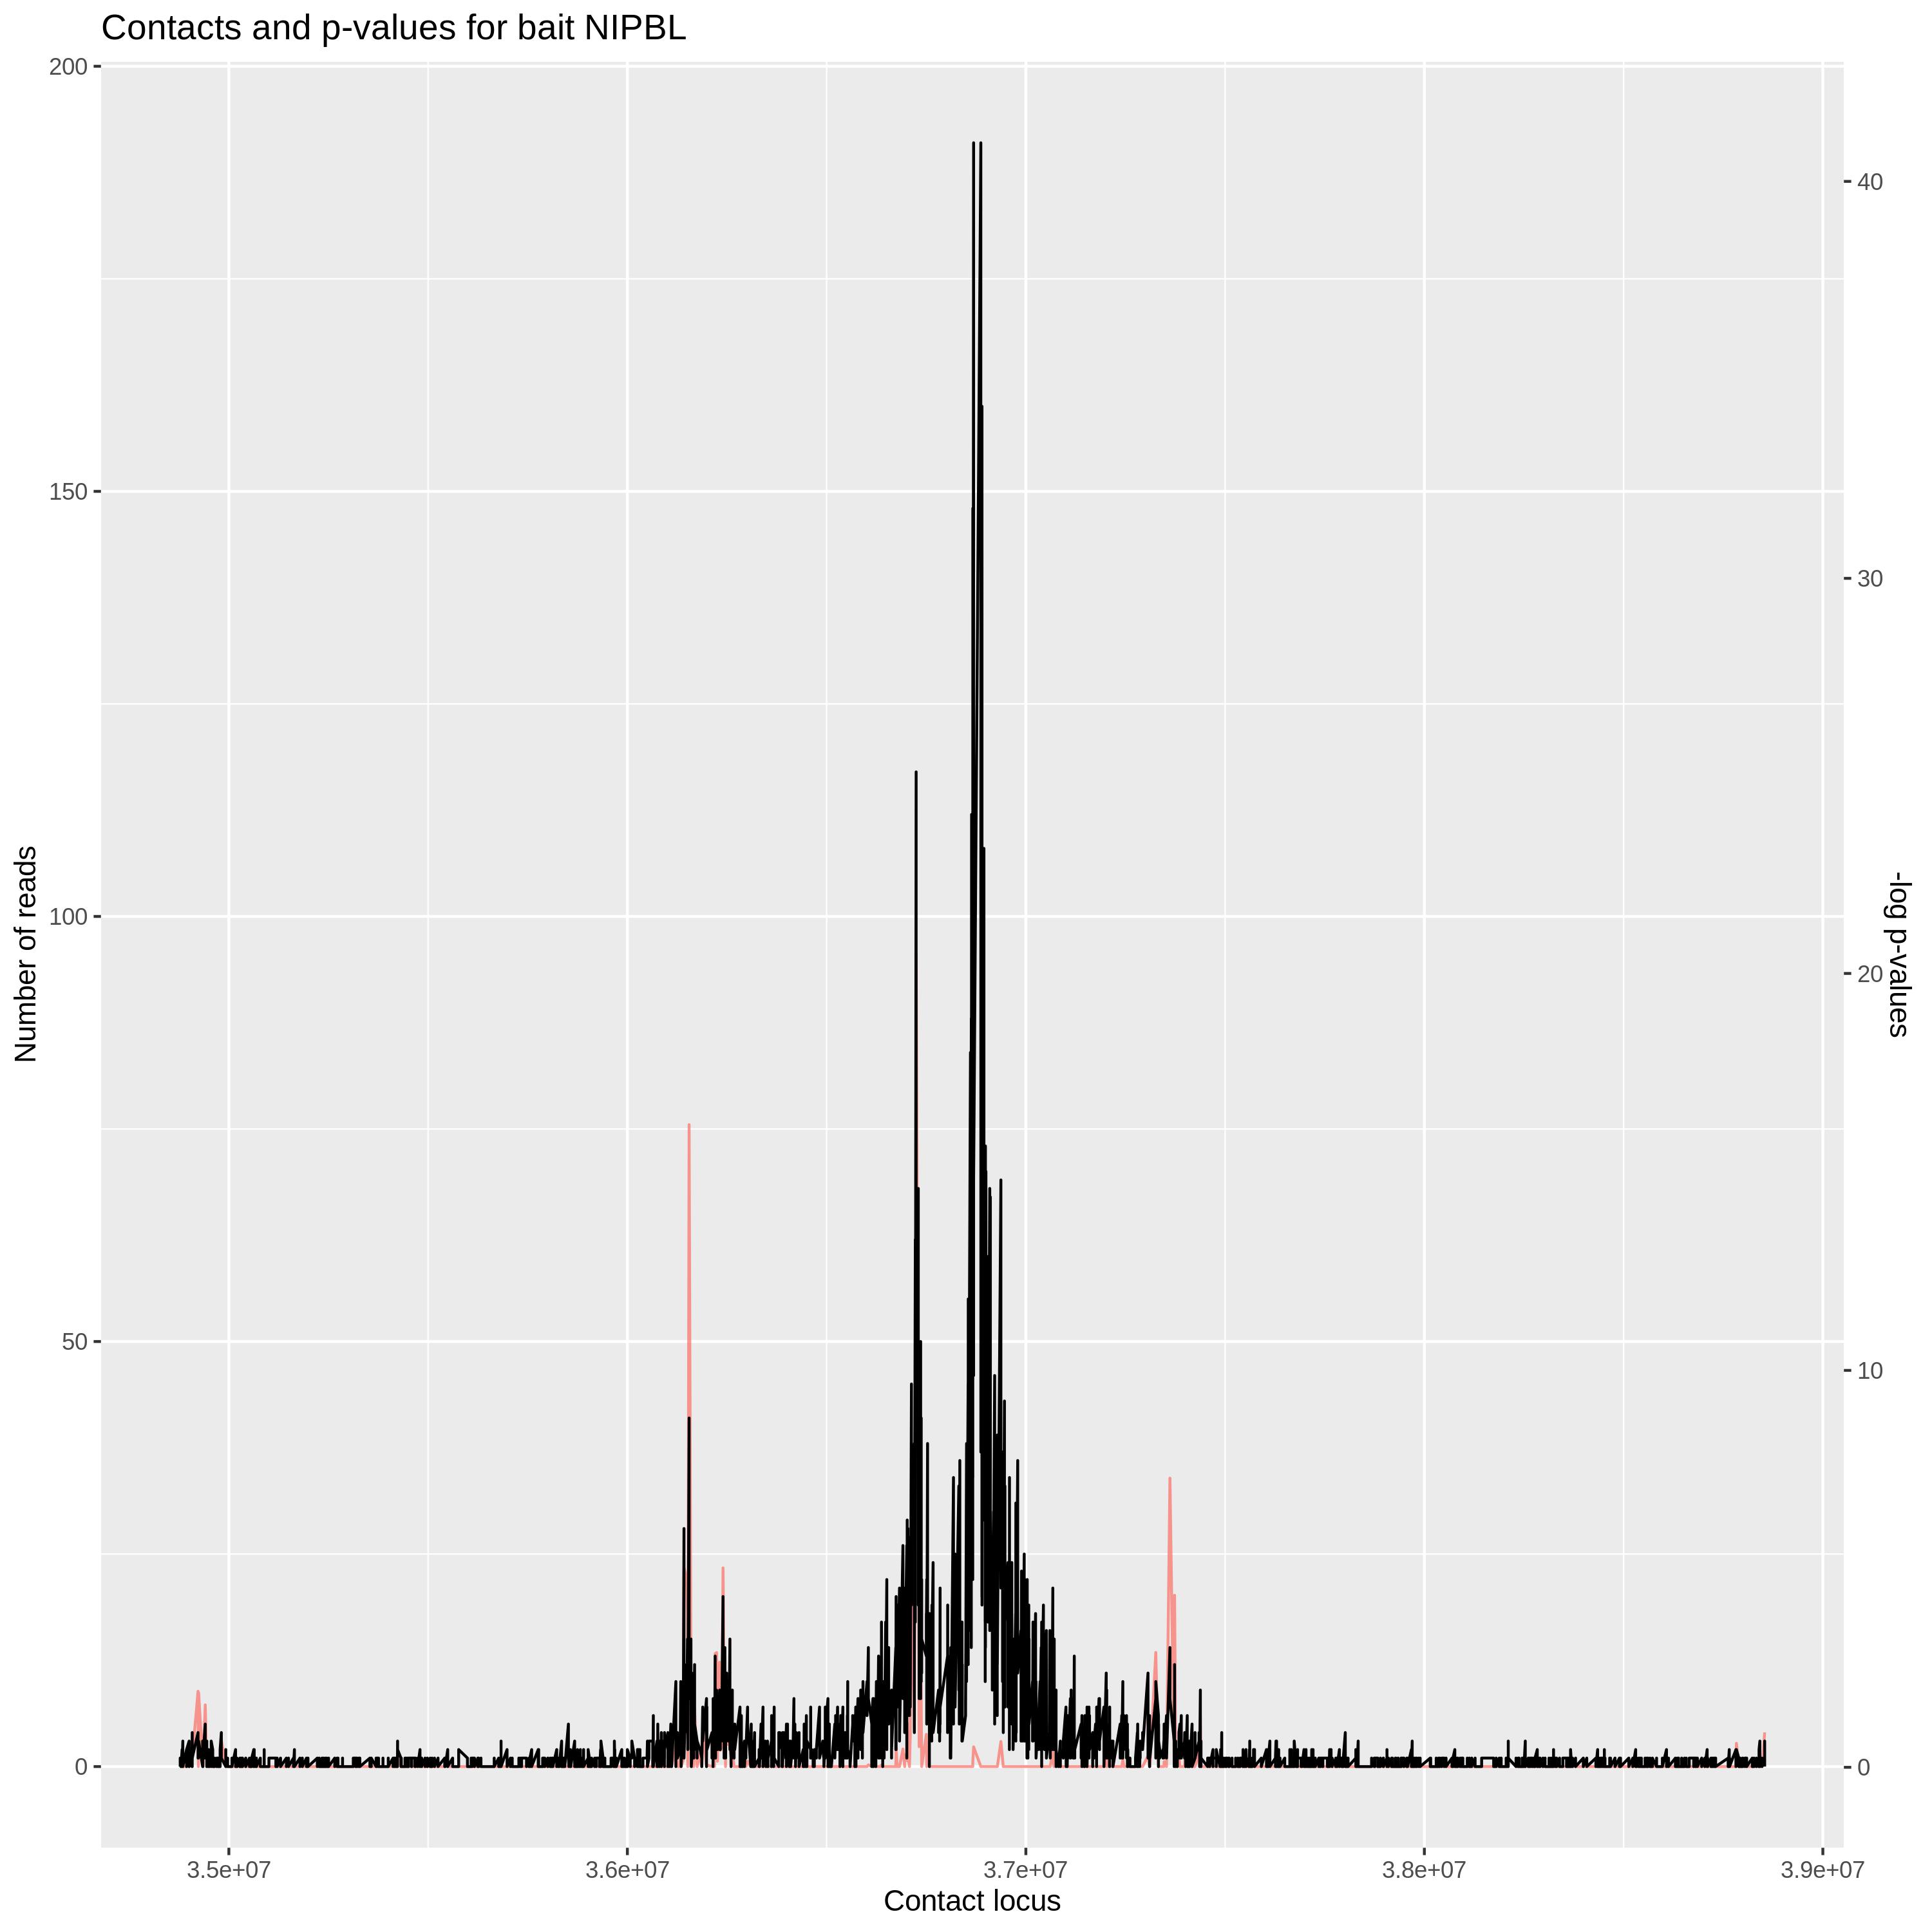 Contacts and p-values for bait NIPBL
200
150
100
50
0
Number of reads
40
30
20
10
0
-log p-values
3.5e+07
3.6e+07
3.7e+07
3.8e+07
3.9e+07
Contact locus